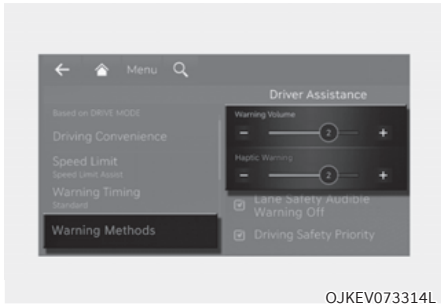 Menu
Driver Assistance
Based on DRIVE MODE
Driving Convenience
Speed Limit
Speed Limit Assist
Warning Timing
Standard
Warning Methods
Warning Volume
− 2 +
Haptic Warning
− 2 +
Lane Safety Audible
Warning Off
Driving Safety Priority
OJKEV073314L